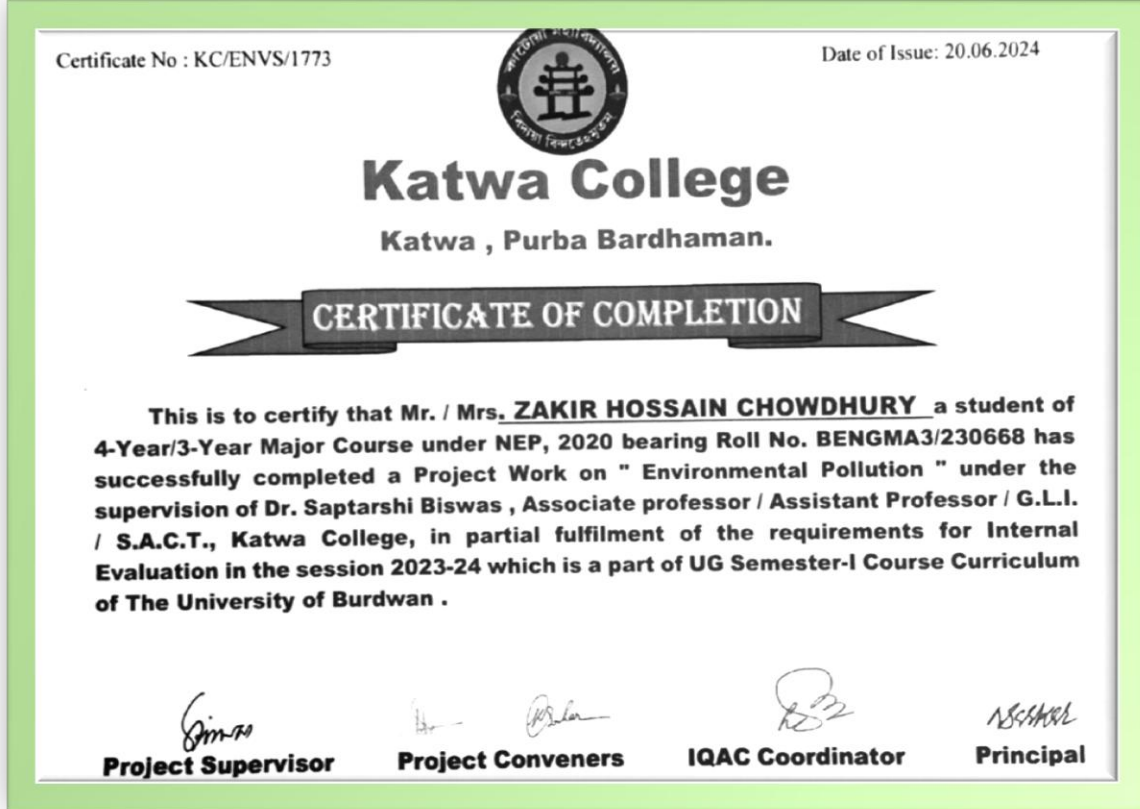 Certificate No : KC/ENVS/1773
Date of Issue: 20.06.2024
কাটোয়া মহাবিদ্যালয়
Katwa College
Katwa , Purba Bardhaman.
CERTIFICATE OF COMPLETION
This is to certify that Mr. / Mrs. ZAKIR HOSSAIN CHOWDHURY a student of
4-Year/3-Year Major Course under NEP, 2020 bearing Roll No. BENGMA3/230668 has
successfully completed a Project Work on " Environmental Pollution " under the
supervision of Dr. Saptarshi Biswas , Associate professor / Assistant Professor / G.L.I.
/ S.A.C.T., Katwa College, in partial fulfilment of the requirements for Internal
Evaluation in the session 2023-24 which is a part of UG Semester-I Course Curriculum
of The University of Burdwan .
Project Supervisor
Project Conveners
IQAC Coordinator
Principal